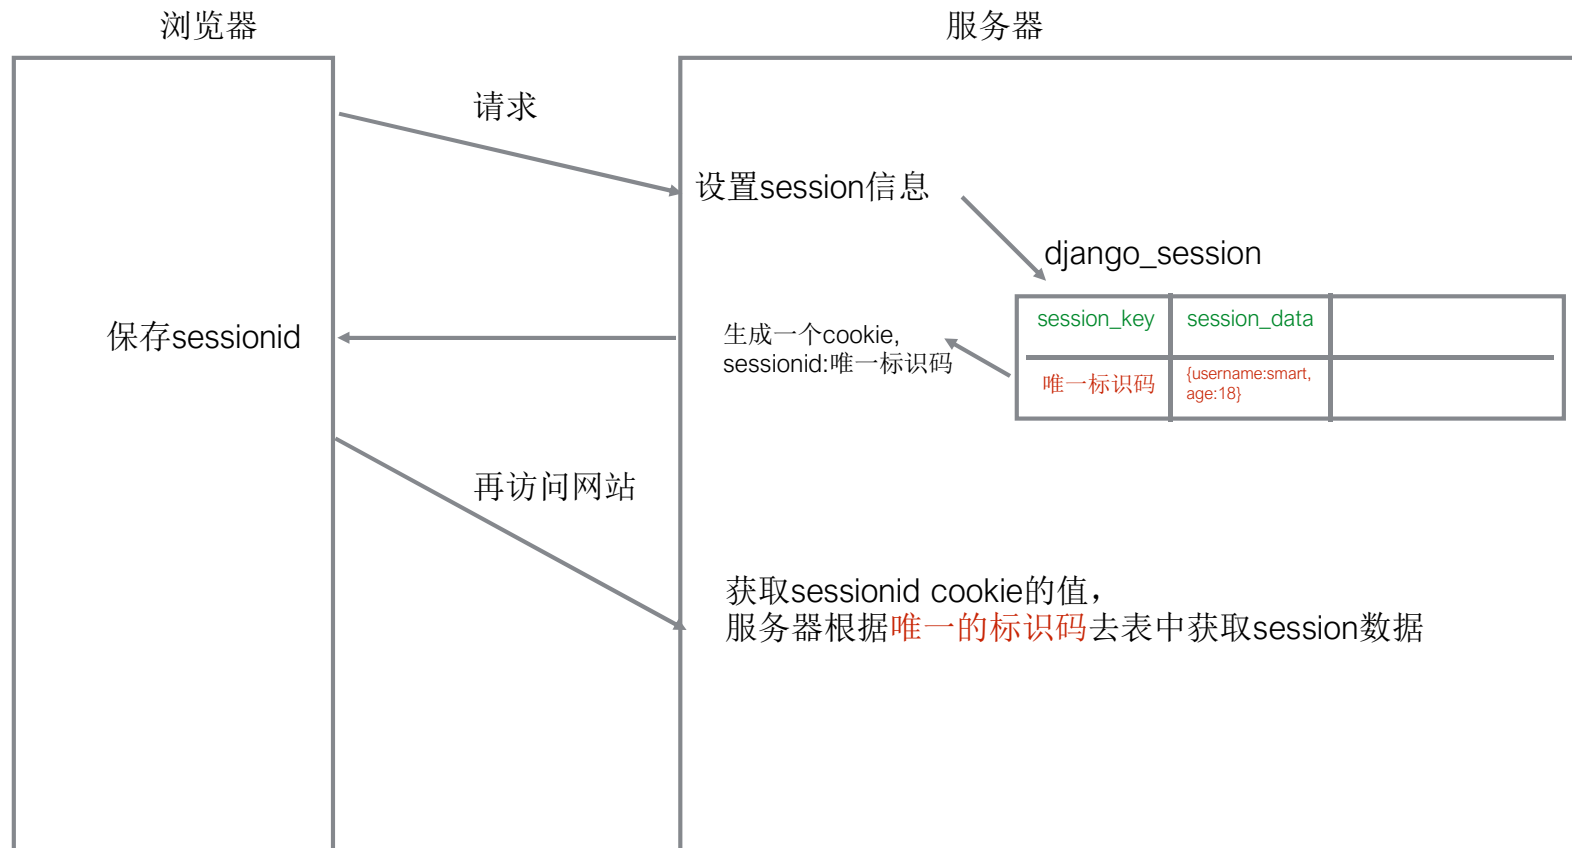 浏览器
服务器
请求
设置session信息
django_session
session_key
session_data
保存sessionid
生成一个cookie,
sessionid:唯一标识码
唯一标识码
{username:smart,
age:18}
再访问网站
获取sessionid cookie的值，
服务器根据唯一的标识码去表中获取session数据